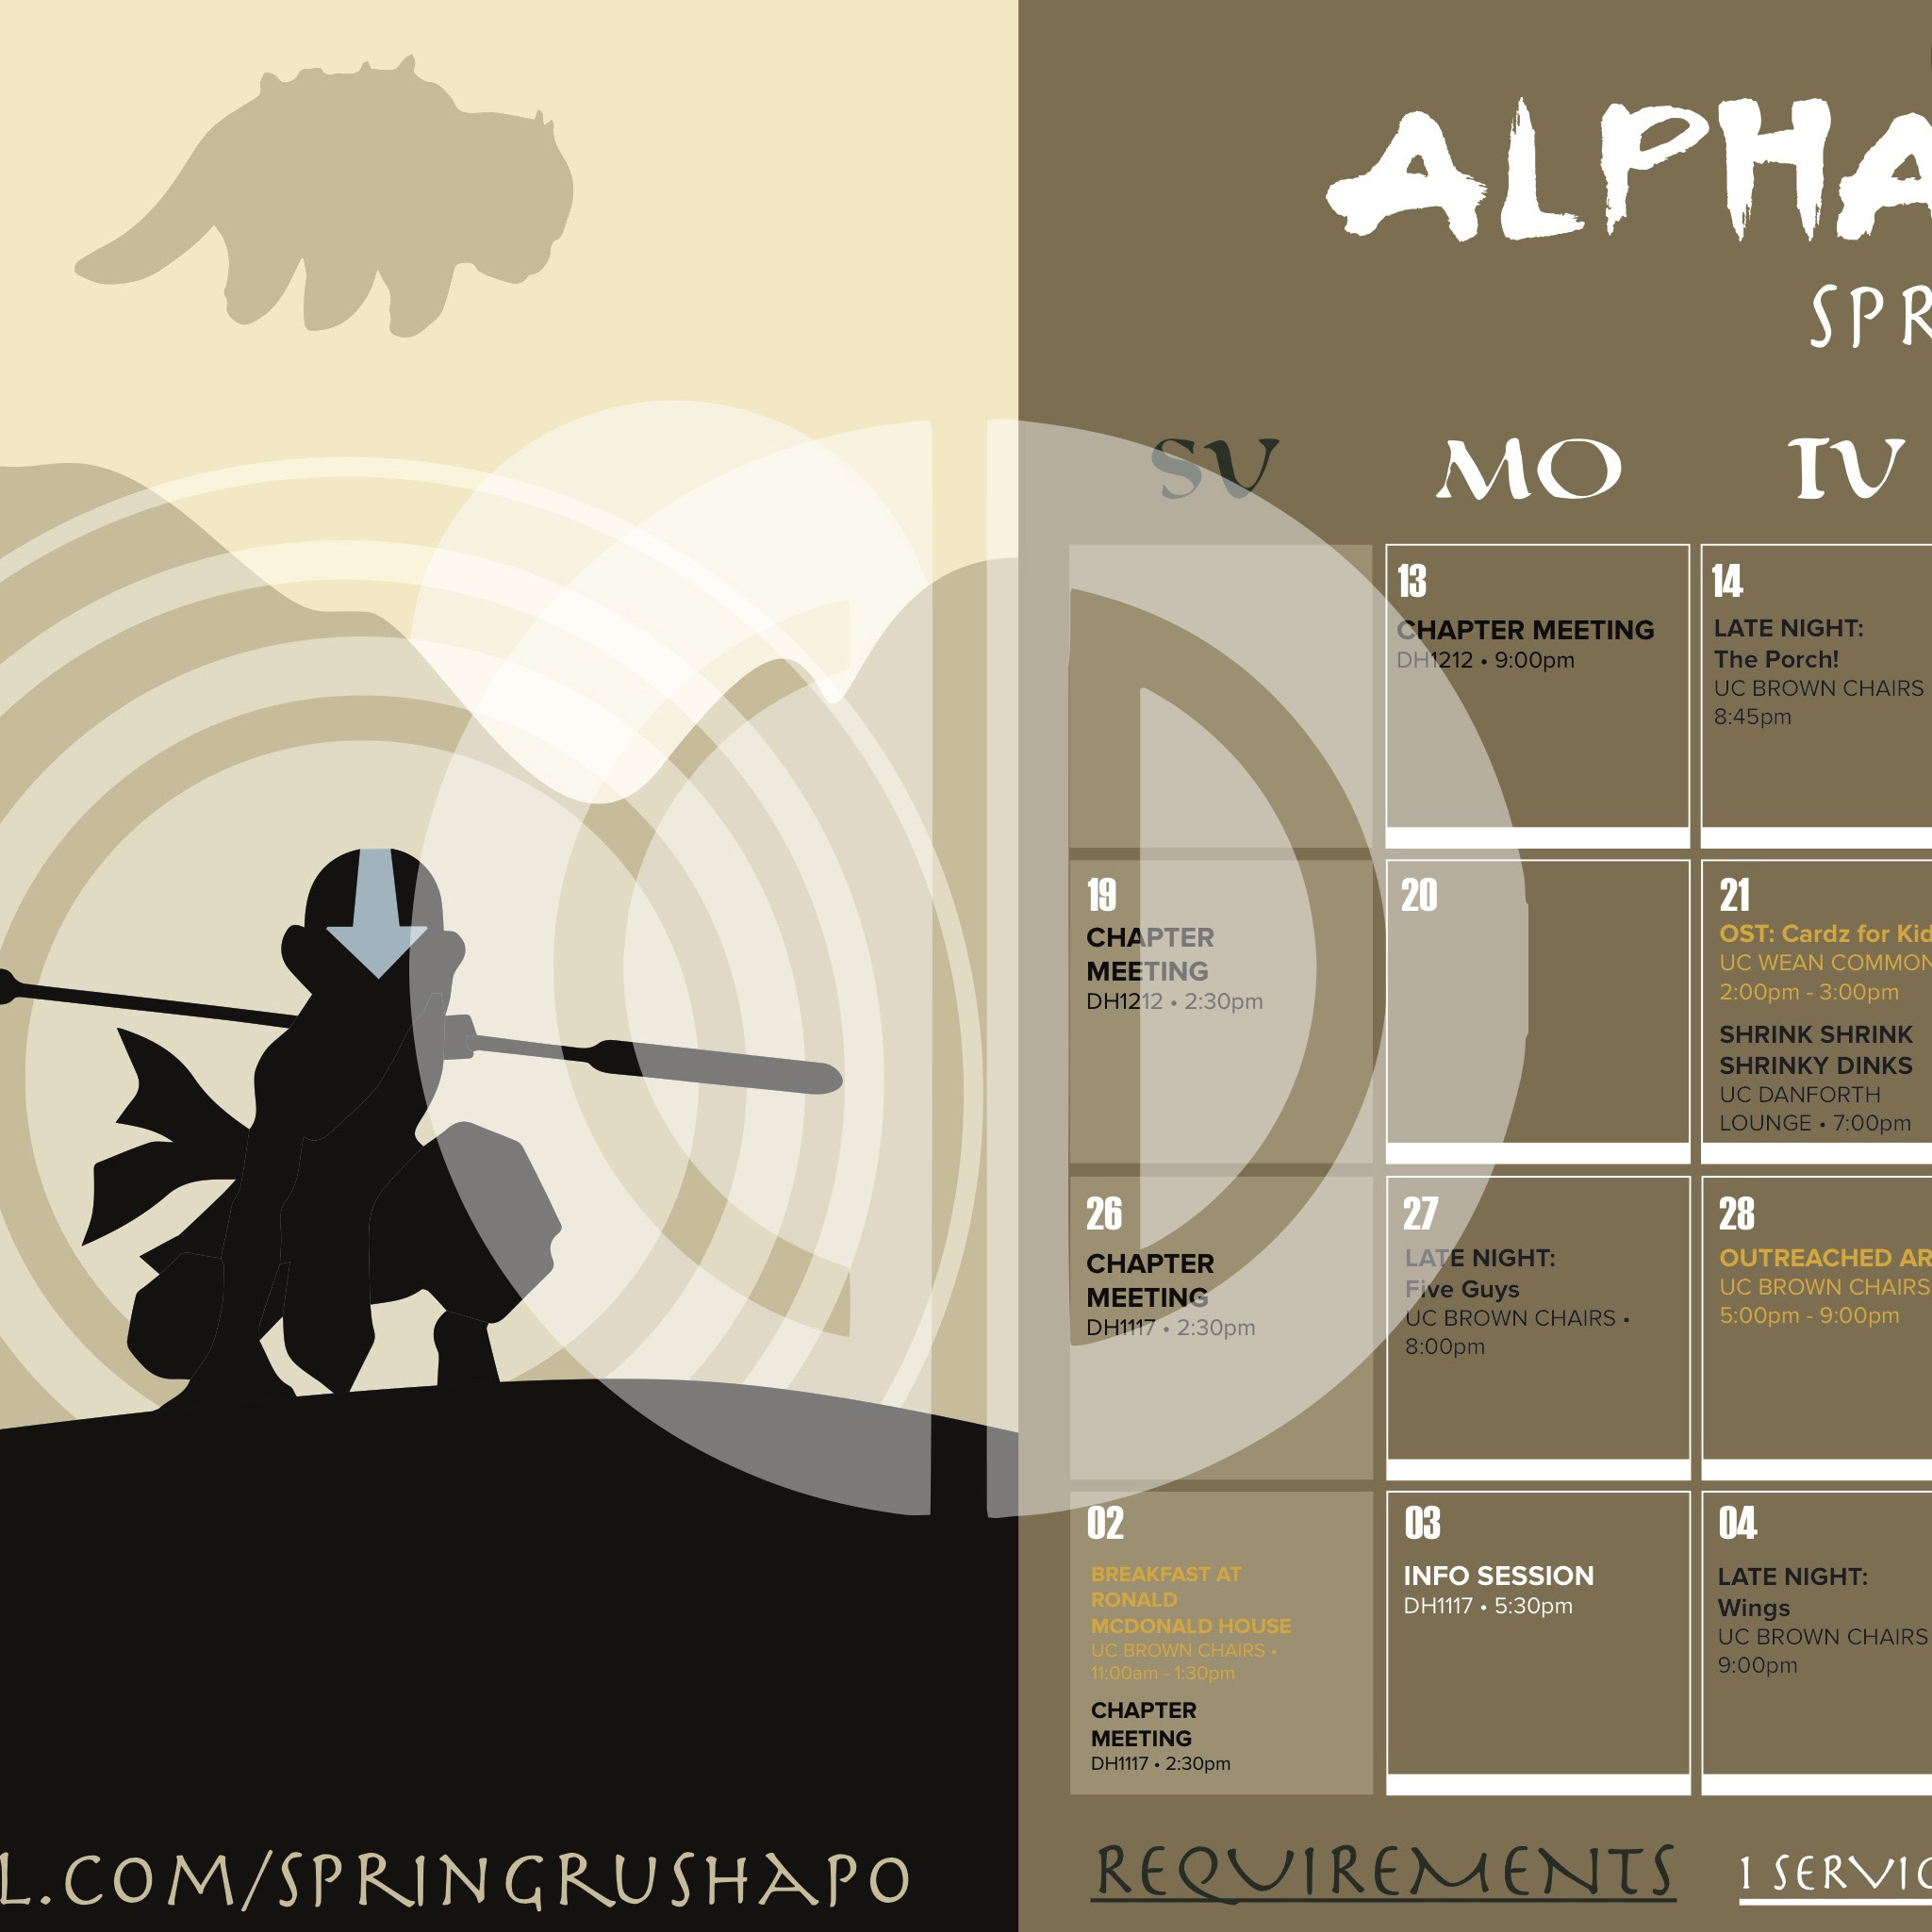 ALPHA
SPR
SV MO IV
13
CHAPTER MEETING
DH1212 • 9:00pm
14
LATE NIGHT:
The Porch!
UC BROWN CHAIRS
8:45pm
19
CHAPTER
MEETING
DH1212 • 2:30pm
20
21
OST: Cardz for Kid
UC WEAN COMMON
2:00pm - 3:00pm
SHRINK SHRINK
SHRINKY DINKS
UC DANFORTH
LOUNGE • 7:00pm
26
CHAPTER
MEETING
DH1117 • 2:30pm
27
LATE NIGHT:
Five Guys
UC BROWN CHAIRS •
8:00pm
28
OUTREACHED AR
UC BROWN CHAIRS
5:00pm - 9:00pm
02
BREAKFAST AT
RONALD
MCDONALD HOUSE
UC BROWN CHAIRS •
11:00am - 1:30pm
CHAPTER
MEETING
DH1117 • 2:30pm
03
INFO SESSION
DH1117 • 5:30pm
04
LATE NIGHT:
Wings
UC BROWN CHAIRS
9:00pm
L.COM/SPRINGRUSHAPO
REQUIREMENTS
1 SERVIC